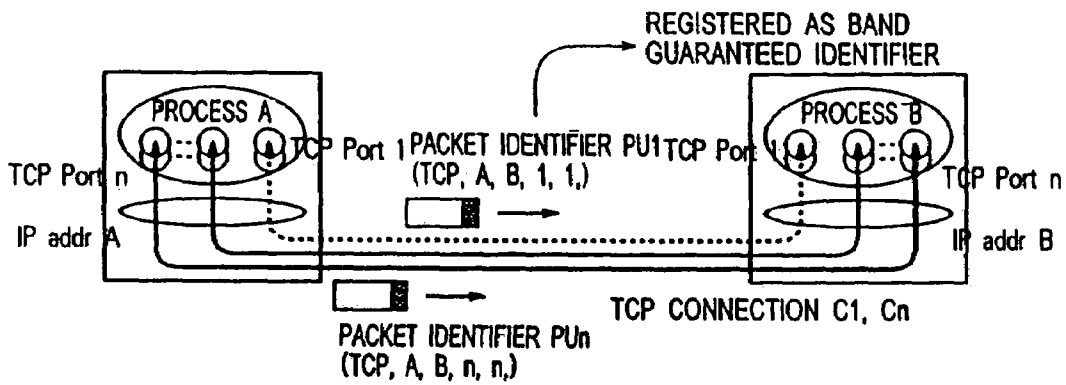 REGISTERED AS BAND
GUARANTEED IDENTIFIER
PROCESS A
PROCESS B
TCP Port 1
PACKET IDENTIFIER PU1
(TCP, A, B, 1, 1,)
TCP Port 1
TCP Port n
TCP Port n
IP addr A
IP addr B
TCP CONNECTION C1, Cn
PACKET IDENTIFIER PUn
(TCP, A, B, n, n,)